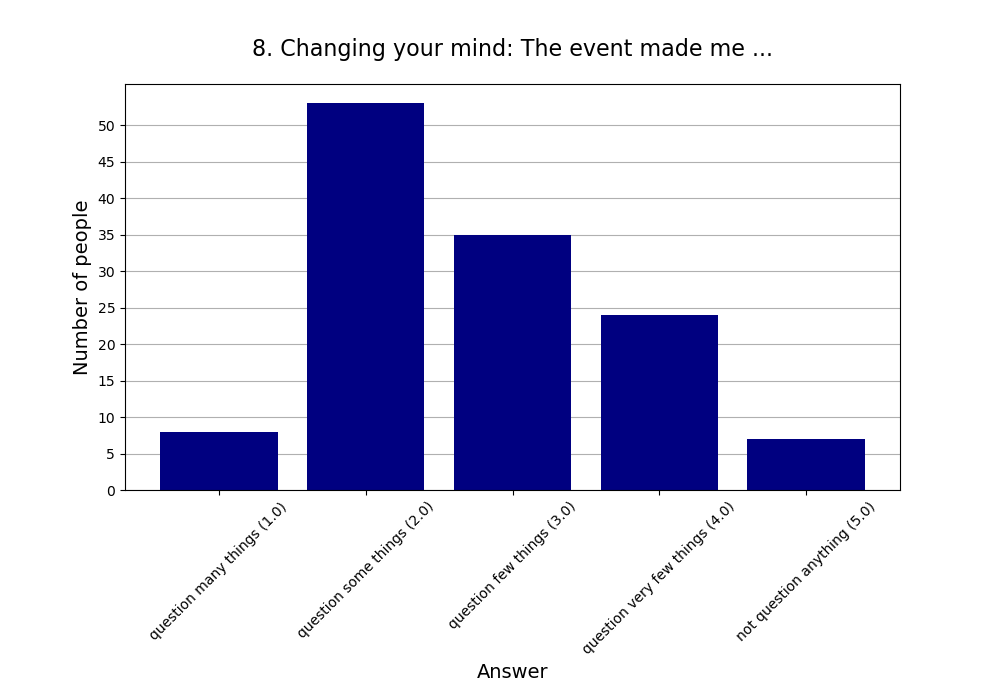 8. Changing your mind: The event made me ...
Number of people
50
45
40
35
30
25
20
15
10
5
0
question many things (1.0)
question some things (2.0)
question few things (3.0)
question very few things (4.0)
not question anything (5.0)
Answer